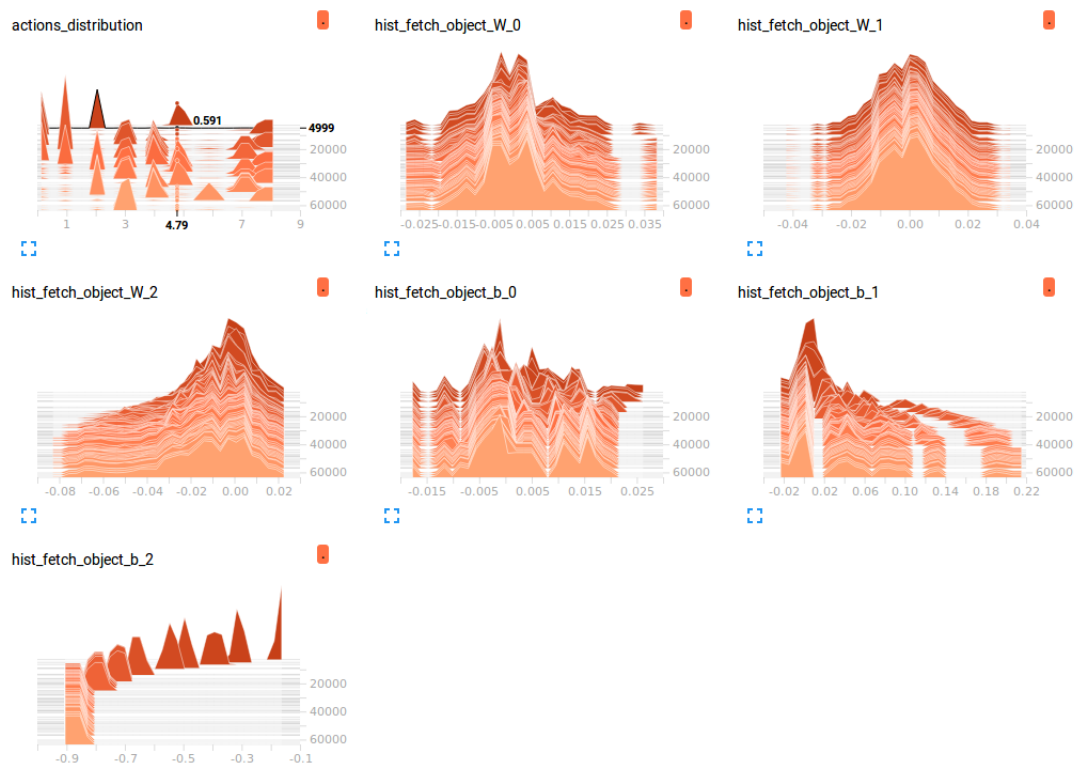 actions_distribution
hist_fetch_object_W_0
hist_fetch_object_W_1
0.591
4999
20000
40000
60000
1 3 7 9
4.79
20000
40000
60000
-0.025 -0.015 -0.005 0.005 0.015 0.025 0.035
20000
40000
60000
-0.04 -0.02 0.00 0.02 0.04
hist_fetch_object_W_2
hist_fetch_object_b_0
hist_fetch_object_b_1
20000
40000
60000
-0.08 -0.06 -0.04 -0.02 0.00 0.02
20000
40000
60000
-0.015 -0.005 0.005 0.015 0.025
20000
40000
60000
-0.02 0.02 0.06 0.10 0.14 0.18 0.22
hist_fetch_object_b_2
20000
40000
60000
-0.9 -0.7 -0.5 -0.3 -0.1